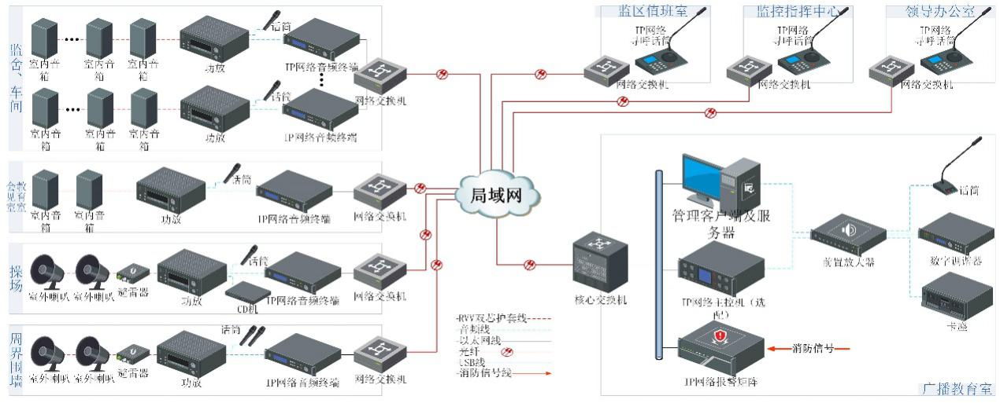 监舍、车间
话筒
室内音箱
室内音箱
室内音箱
功放
IP网络音频终端
网络交换机
话筒
室内音箱
室内音箱
室内音箱
功放
IP网络音频终端
教育室
会见室
话筒
室内音箱
室内音箱
功放
IP网络音频终端
网络交换机
操场
话筒
室外喇叭
室外喇叭
避雷器
功放
CD机
IP网络音频终端
网络交换机
周界围墙
话筒
室外喇叭
室外喇叭
避雷器
功放
IP网络音频终端
网络交换机
局域网
监区值班室
IP网络
寻呼话筒
网络交换机
监控指挥中心
IP网络
寻呼话筒
网络交换机
领导办公室
IP网络
寻呼话筒
网络交换机
核心交换机
管理客户端及服
务器
IP网络主控机（选
配）
IP网络报警矩阵
消防信号
前置放大器
话筒
数字调谐器
卡座
广播教育室
RVV双芯护套线
音频线
以太网线
光纤
USB线
消防信号线